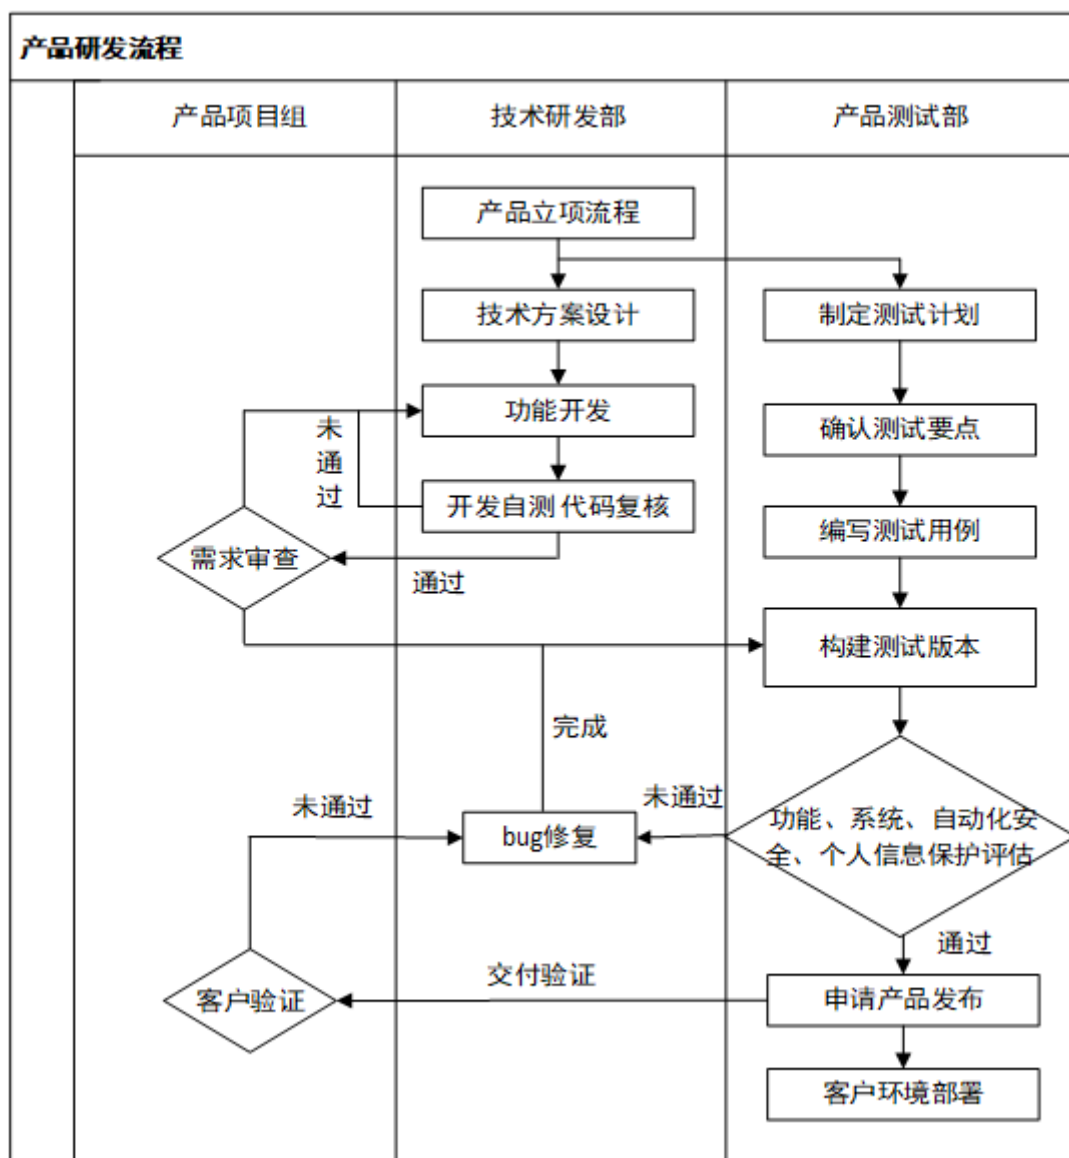 产品研发流程
产品项目组
技术研发部
产品测试部
产品立项流程
技术方案设计
制定测试计划
功能开发
确认测试要点
未
通
过
开发自测 代码复核
编写测试用例
需求审查
通过
构建测试版本
完成
未通过
未通过
bug修复
功能、系统、自动化安
全、个人信息保护评估
通过
交付验证
客户验证
申请产品发布
客户环境部署